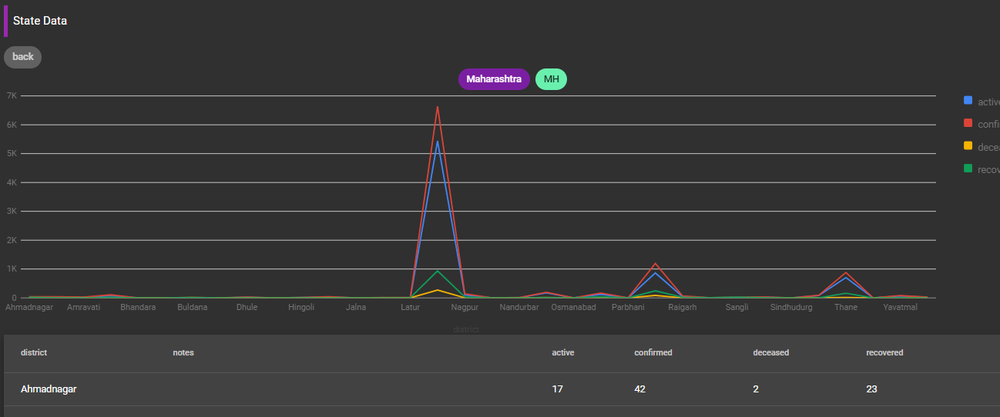 State Data
back
Maharashtra MH
7K
6K
5K
4K
3K
2K
1K
0
active
confi
decea
recov
Ahmadnagar Amravati Bhandara Buldana Dhule Hingoli Jalna Latur Nagpur Nandurbar Osmanabad Parbhani Raigarh Sangli Sindhudurg Thane Yavatmal
district
district notes active confirmed deceased recovered
Ahmadnagar 17 42 2 23